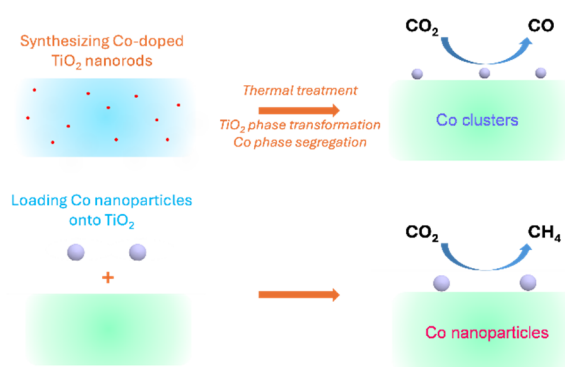 Synthesizing Co-doped
TiO₂ nanorods
Thermal treatment
TiO₂ phase transformation
Co phase segregation
CO₂
CO
Co clusters
Loading Co nanoparticles
onto TiO₂
+
CO₂
CH₄
Co nanoparticles